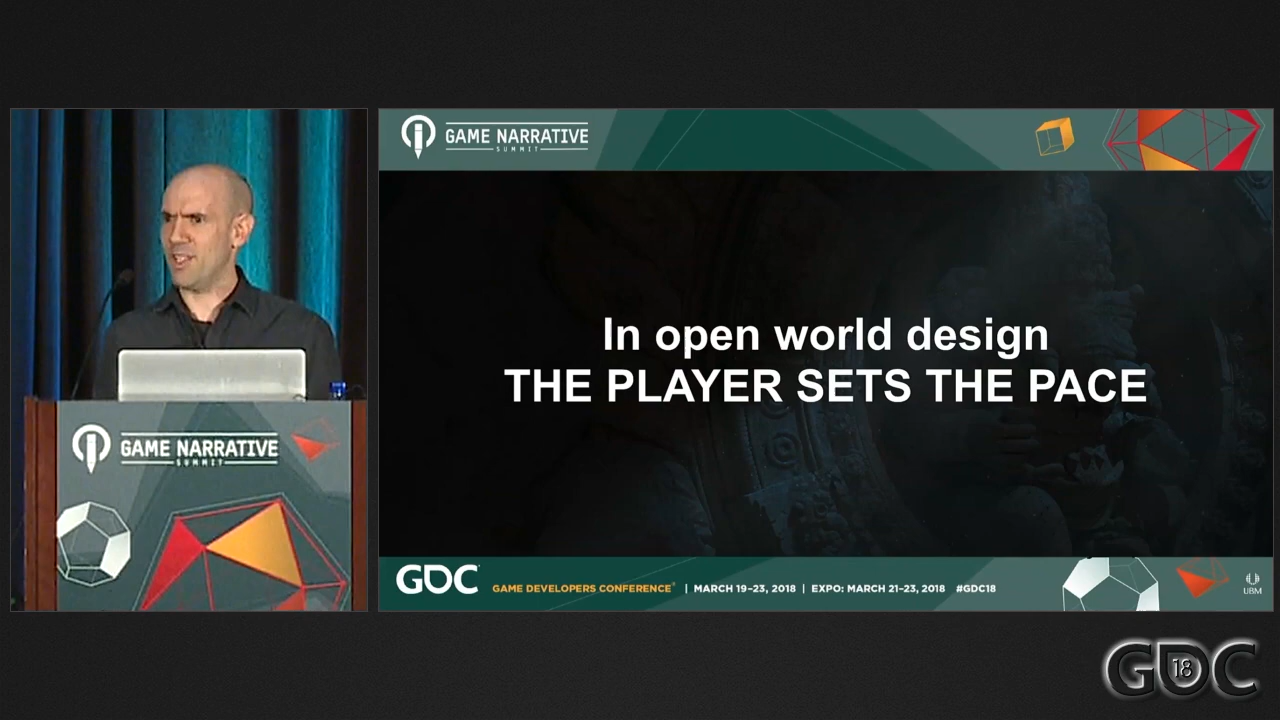 GAME NARRATIVE
SUMMIT
In open world design
THE PLAYER SETS THE PACE
GAME NARRATIVE
SUMMIT
GDC
GAME DEVELOPERS CONFERENCE® | MARCH 19–23, 2018 | EXPO: MARCH 21–23, 2018 #GDC18
UBM
GDC
18